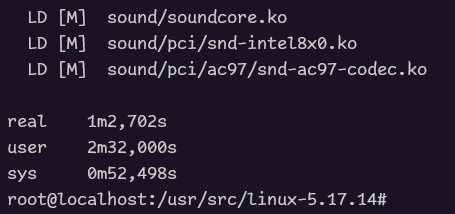 LD [M]  sound/soundcore.ko
LD [M]  sound/pci/snd-intel8x0.ko
LD [M]  sound/pci/ac97/snd-ac97-codec.ko
real    1m2,702s
user    2m32,000s
sys     0m52,498s
root@localhost:/usr/src/linux-5.17.14#